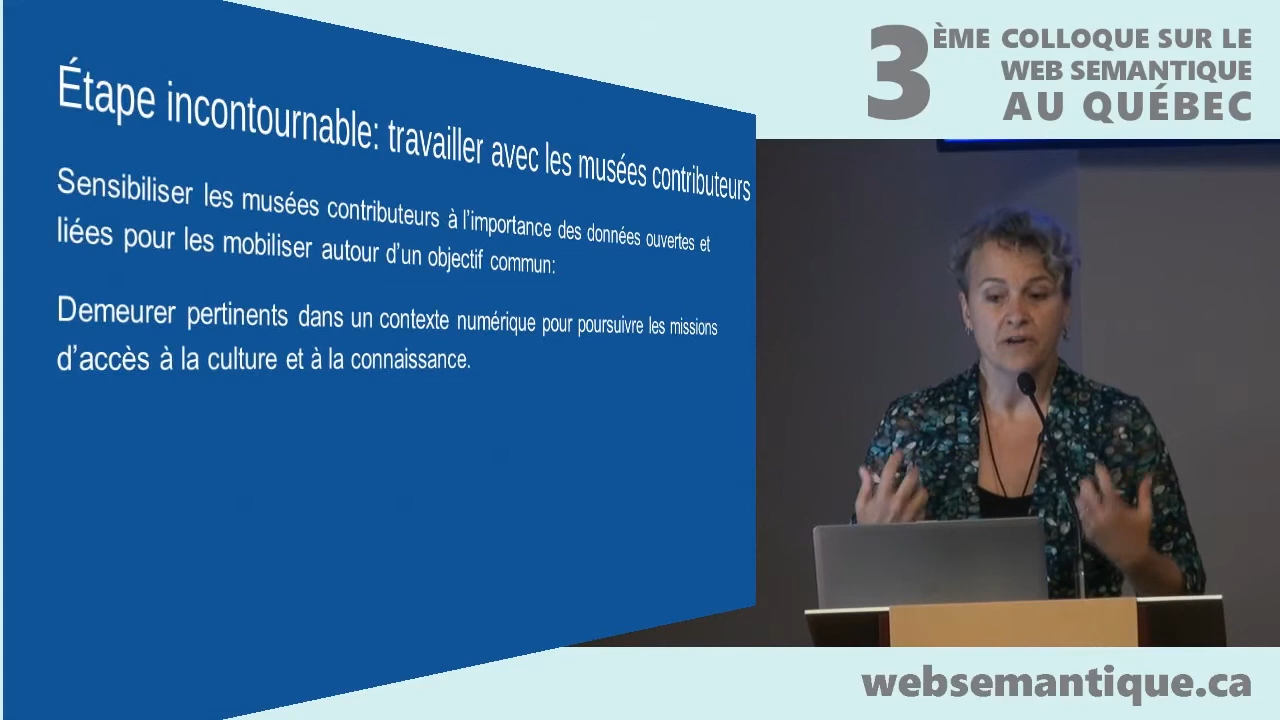 Étape incontournable: travailler avec les musées contributeurs
Sensibiliser les musées contributeurs à l’importance des données ouvertes et
liées pour les mobiliser autour d’un objectif commun:
Demeurer pertinents dans un contexte numérique pour poursuivre les missions
d’accès à la culture et à la connaissance.
3ÈME COLLOQUE SUR LE
WEB SEMANTIQUE
AU QUÉBEC
websemantique.ca